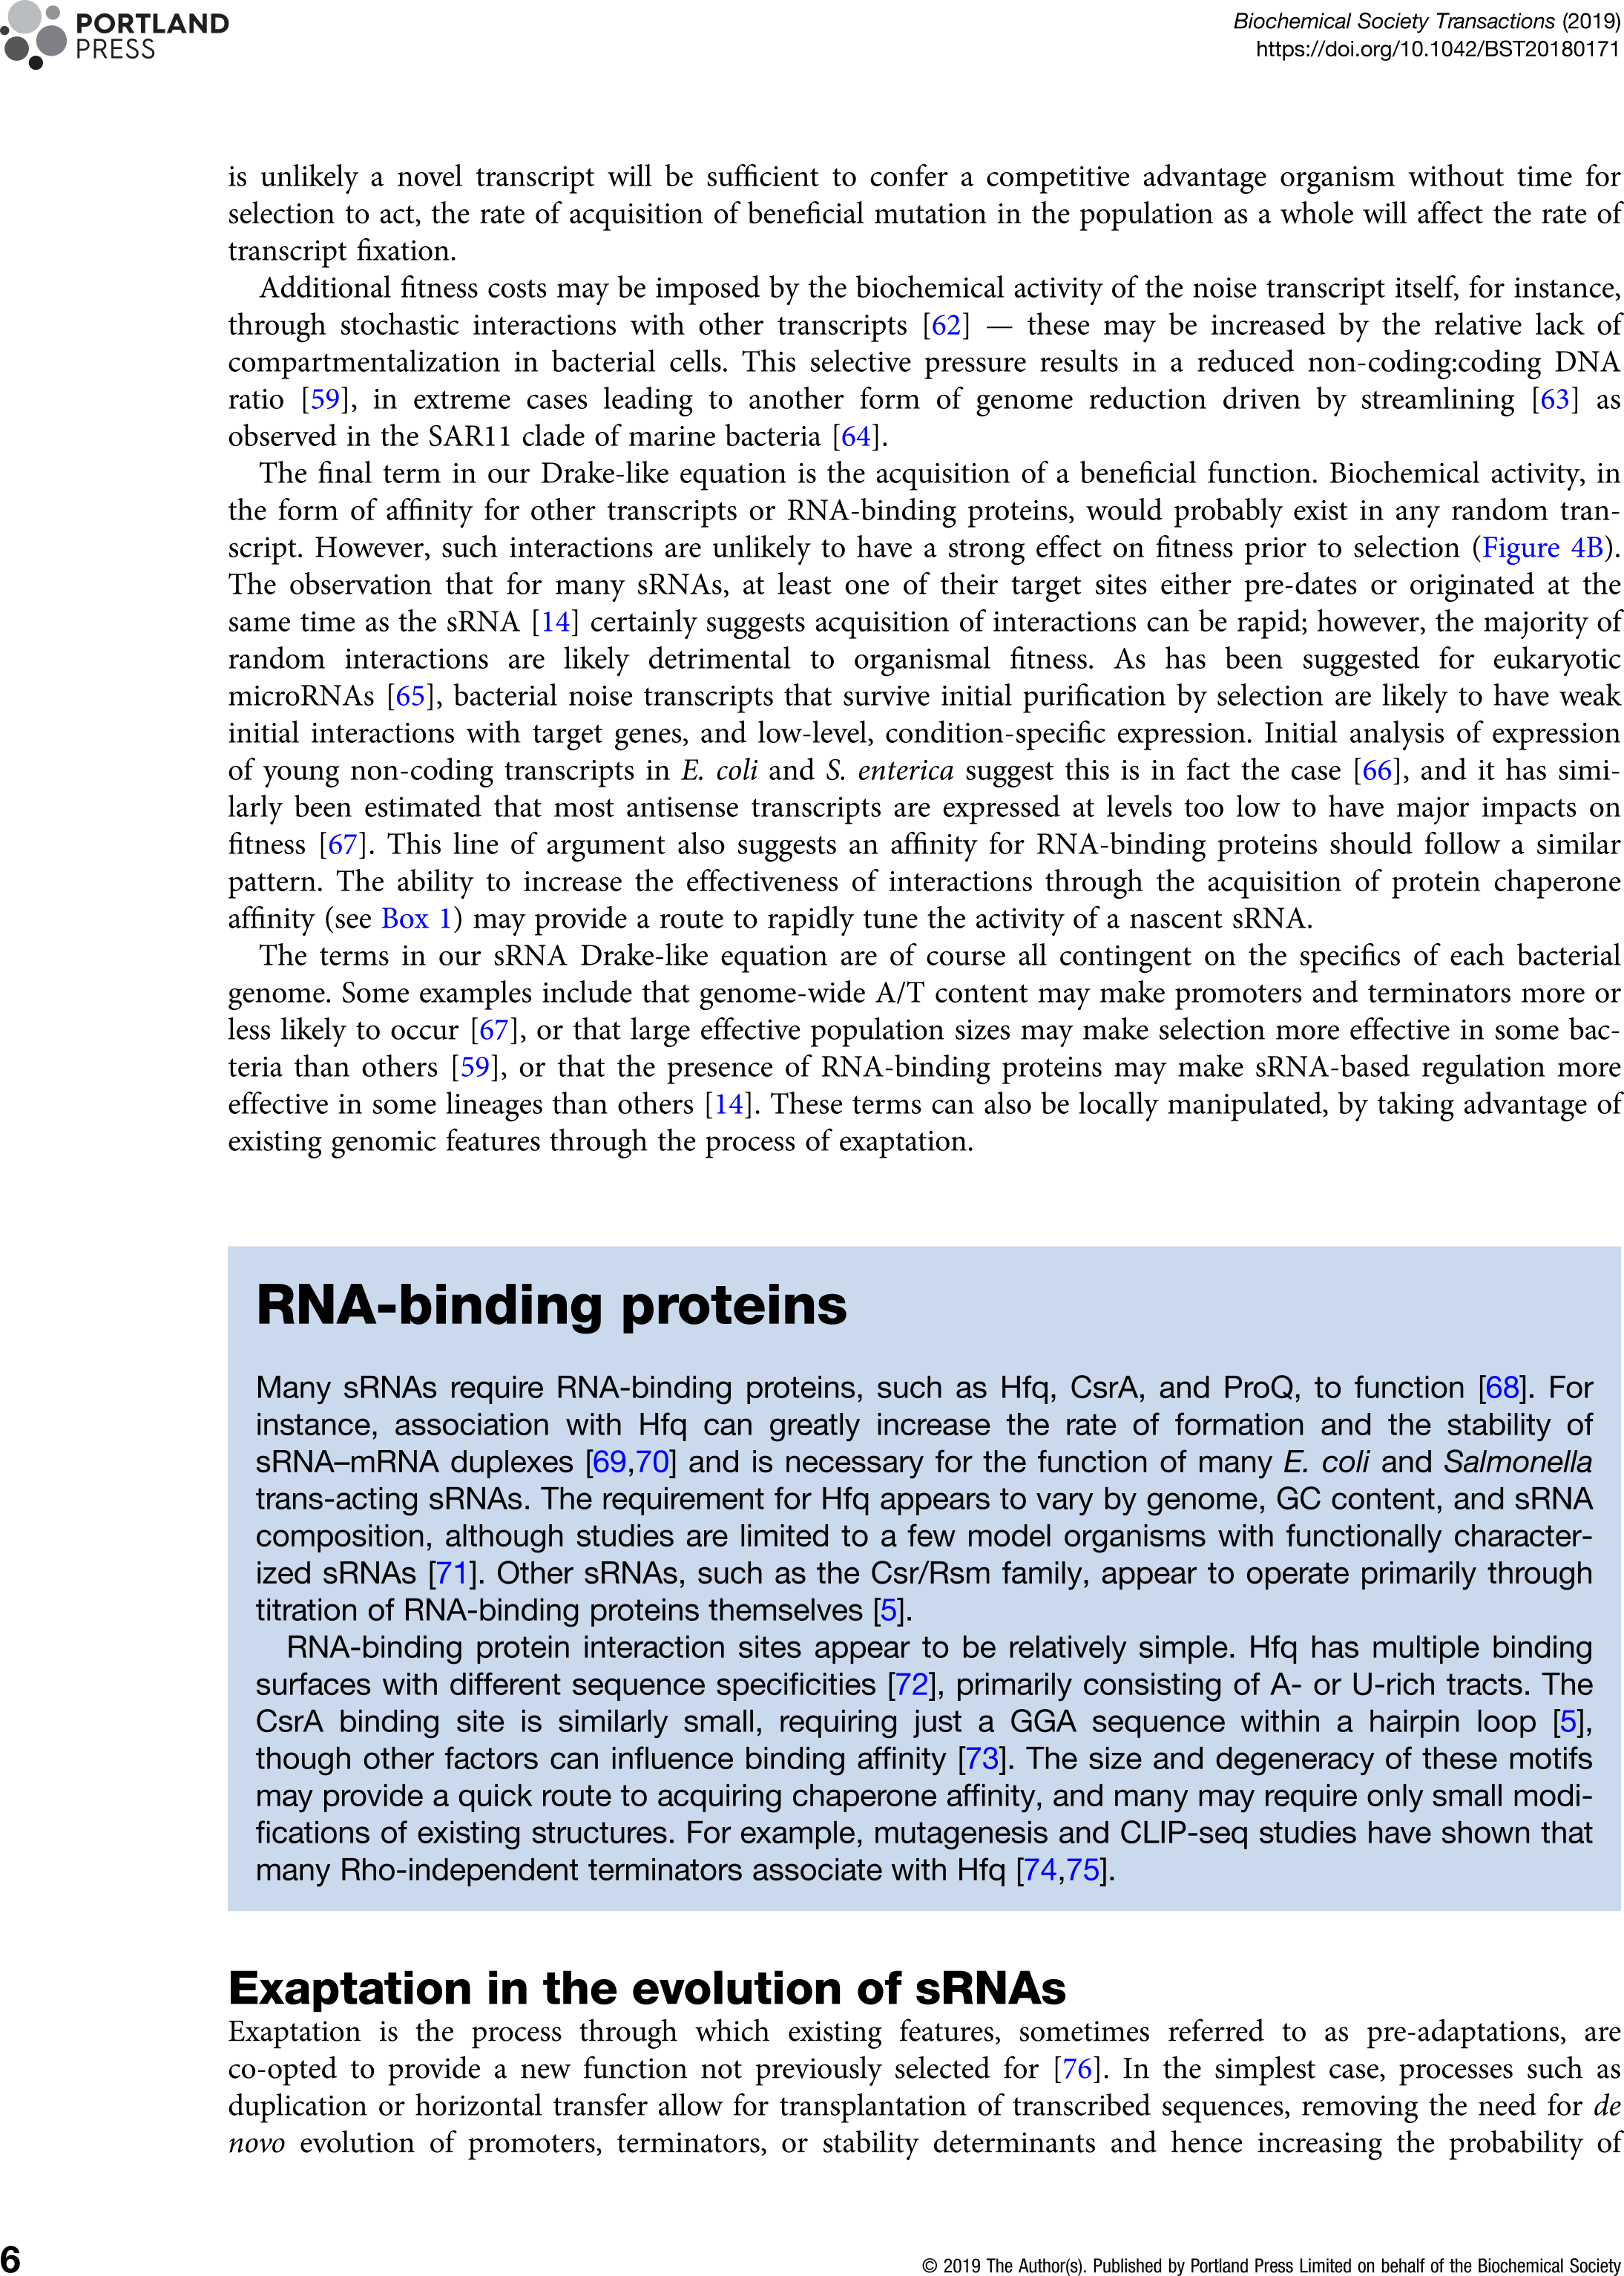 PORTLAND
PRESS
Biochemical Society Transactions (2019)
https://doi.org/10.1042/BST20180171
is unlikely a novel transcript will be sufficient to confer a competitive advantage organism without time for
selection to act, the rate of acquisition of beneficial mutation in the population as a whole will affect the rate of
transcript fixation.
Additional fitness costs may be imposed by the biochemical activity of the noise transcript itself, for instance,
through stochastic interactions with other transcripts [62] — these may be increased by the relative lack of
compartmentalization in bacterial cells. This selective pressure results in a reduced non-coding:coding DNA
ratio [59], in extreme cases leading to another form of genome reduction driven by streamlining [63] as
observed in the SAR11 clade of marine bacteria [64].
The final term in our Drake-like equation is the acquisition of a beneficial function. Biochemical activity, in
the form of affinity for other transcripts or RNA-binding proteins, would probably exist in any random tran-
script. However, such interactions are unlikely to have a strong effect on fitness prior to selection (Figure 4B).
The observation that for many sRNAs, at least one of their target sites either pre-dates or originated at the
same time as the sRNA [14] certainly suggests acquisition of interactions can be rapid; however, the majority of
random interactions are likely detrimental to organismal fitness. As has been suggested for eukaryotic
microRNAs [65], bacterial noise transcripts that survive initial purification by selection are likely to have weak
initial interactions with target genes, and low-level, condition-specific expression. Initial analysis of expression
of young non-coding transcripts in E. coli and S. enterica suggest this is in fact the case [66], and it has simi-
larly been estimated that most antisense transcripts are expressed at levels too low to have major impacts on
fitness [67]. This line of argument also suggests an affinity for RNA-binding proteins should follow a similar
pattern. The ability to increase the effectiveness of interactions through the acquisition of protein chaperone
affinity (see Box 1) may provide a route to rapidly tune the activity of a nascent sRNA.
The terms in our sRNA Drake-like equation are of course all contingent on the specifics of each bacterial
genome. Some examples include that genome-wide A/T content may make promoters and terminators more or
less likely to occur [67], or that large effective population sizes may make selection more effective in some bac-
teria than others [59], or that the presence of RNA-binding proteins may make sRNA-based regulation more
effective in some lineages than others [14]. These terms can also be locally manipulated, by taking advantage of
existing genomic features through the process of exaptation.
RNA-binding proteins
Many sRNAs require RNA-binding proteins, such as Hfq, CsrA, and ProQ, to function [68]. For
instance, association with Hfq can greatly increase the rate of formation and the stability of
sRNA–mRNA duplexes [69,70] and is necessary for the function of many E. coli and Salmonella
trans-acting sRNAs. The requirement for Hfq appears to vary by genome, GC content, and sRNA
composition, although studies are limited to a few model organisms with functionally character-
ized sRNAs [71]. Other sRNAs, such as the Csr/Rsm family, appear to operate primarily through
titration of RNA-binding proteins themselves [5].
RNA-binding protein interaction sites appear to be relatively simple. Hfq has multiple binding
surfaces with different sequence specificities [72], primarily consisting of A- or U-rich tracts. The
CsrA binding site is similarly small, requiring just a GGA sequence within a hairpin loop [5],
though other factors can influence binding affinity [73]. The size and degeneracy of these motifs
may provide a quick route to acquiring chaperone affinity, and many may require only small modi-
fications of existing structures. For example, mutagenesis and CLIP-seq studies have shown that
many Rho-independent terminators associate with Hfq [74,75].
Exaptation in the evolution of sRNAs
Exaptation is the process through which existing features, sometimes referred to as pre-adaptations, are
co-opted to provide a new function not previously selected for [76]. In the simplest case, processes such as
duplication or horizontal transfer allow for transplantation of transcribed sequences, removing the need for de
novo evolution of promoters, terminators, or stability determinants and hence increasing the probability of
6
© 2019 The Author(s). Published by Portland Press Limited on behalf of the Biochemical Society